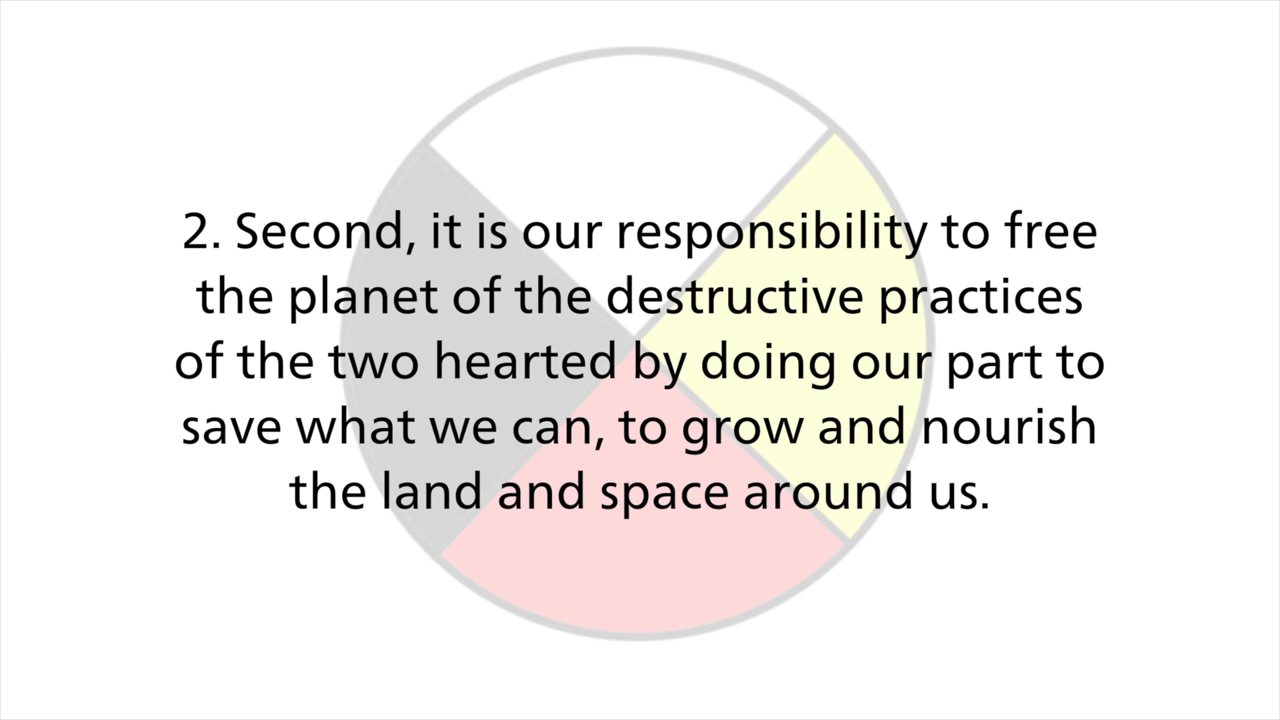 2. Second, it is our responsibility to free
the planet of the destructive practices
of the two hearted by doing our part to
save what we can, to grow and nourish
the land and space around us.